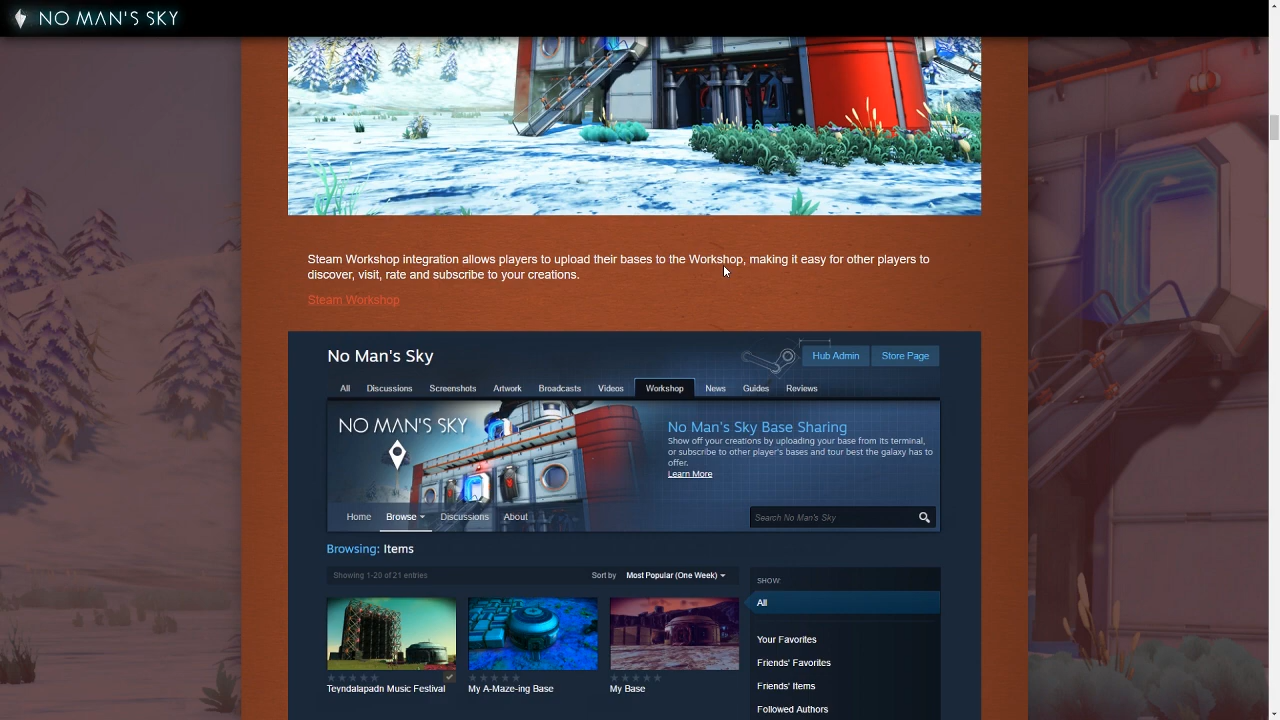 NO MAN'S SKY
Steam Workshop integration allows players to upload their bases to the Workshop, making it easy for other players to
discover, visit, rate and subscribe to your creations.
Steam Workshop
No Man's Sky
Hub Admin
Store Page
All Discussions Screenshots Artwork Broadcasts Videos Workshop News Guides Reviews
NO MAN'S SKY
No Man's Sky Base Sharing
Show off your creations by uploading your base from its terminal,
or subscribe to other player's bases and tour best the galaxy has to
offer.
Learn More
Home Browse Discussions About
Search No Man's Sky
Browsing: Items
Showing 1-20 of 21 entries
Sort by Most Popular (One Week)
SHOW:
All
Your Favorites
Friends' Favorites
Friends' Items
Followed Authors
Teyndalapadn Music Festival
My A-Maze-ing Base
My Base